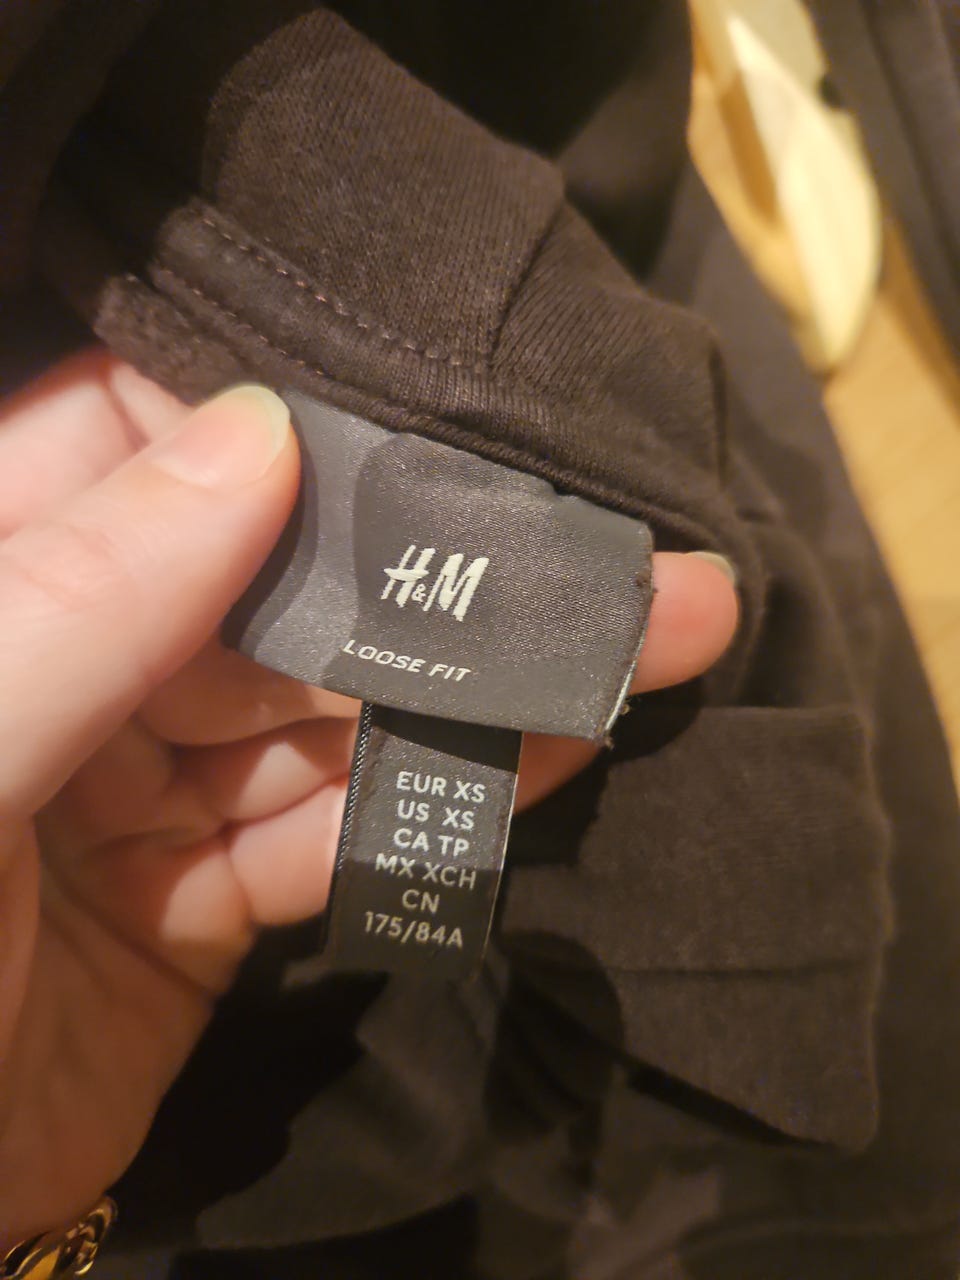 H&M
LOOSE FIT
EUR XS
US XS
CA TP
MX XCH
CN
175/84A